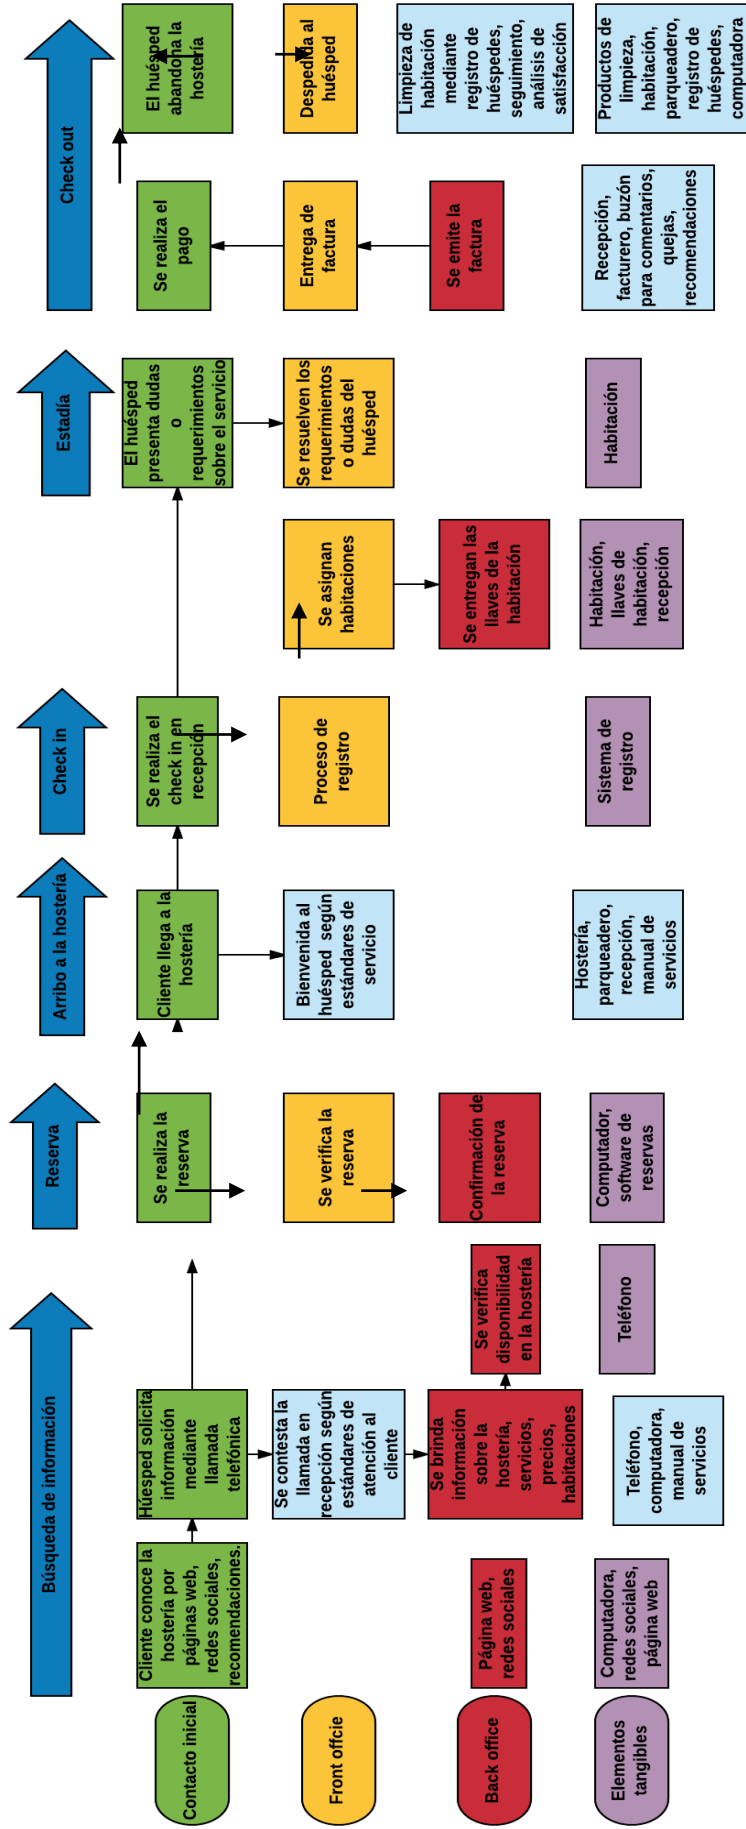 Búsqueda de información
Reserva
Arribo a la hostería
Check in
Estadía
Check out
Contacto inicial
Cliente conoce la
hostería por
páginas web,
redes sociales,
recomendaciones.
Húesped solicita
información
mediante
llamada
telefónica
Se realiza la
reserva
Cliente llega a la
hostería
Se realiza el
check in en
recepción
El huésped
presenta dudas
o
requerimientos
sobre el servicio
Se realiza el
pago
El huésped
abandona la
hostería
Front offcie
Se contesta la
llamada en
recepción según
estándares de
atención al
cliente
Se verifica la
reserva
Bienvenida al
huésped según
estándares de
servicio
Proceso de
registro
Se asignan
habitaciones
Se resuelven los
requerimientos
o dudas del
huésped
Entrega de
factura
Despedida al
huésped
Back office
Página web,
redes sociales
Se brinda
información
sobre la
hostería,
servicios,
precios,
habitaciones
Se verifica
disponibilidad
en la hostería
Confirmación de
la reserva
Se entregan las
llaves de la
habitación
Se emite la
factura
Limpieza de
habitación
mediante
registro de
huéspedes,
seguimiento,
análisis de
satisfacción
Elementos
tangibles
Computadora,
redes sociales,
página web
Teléfono,
computadora,
manual de
servicios
Teléfono
Computador,
software de
reservas
Hostería,
parqueadero,
recepción,
manual de
servicios
Sistema de
registro
Habitación,
llaves de
habitación,
recepción
Habitación
Recepción,
facturero, buzón
para comentarios,
quejas,
recomendaciones
Productos de
limpieza,
habitación,
parqueadero,
registro de
huéspedes,
computadora